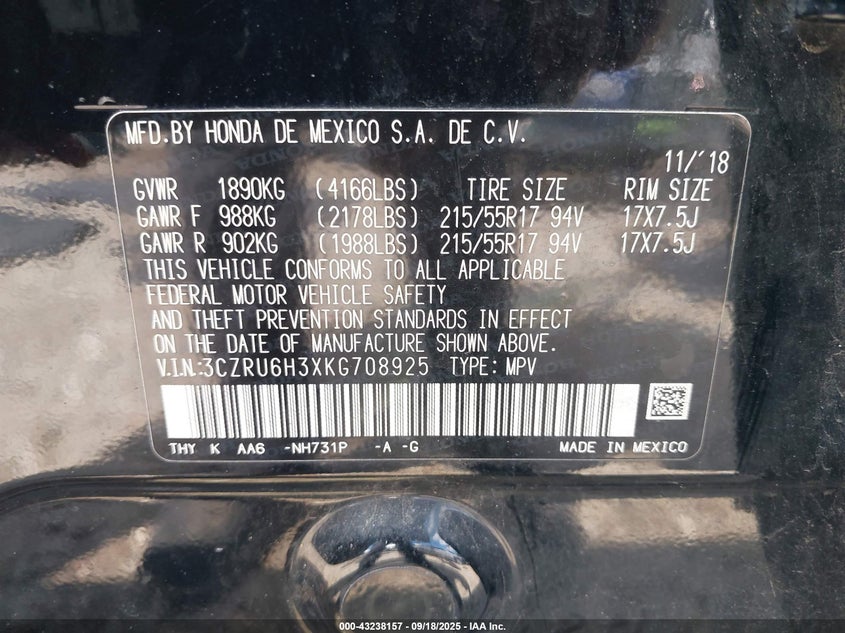 MFD.BY HONDA DE MEXICO S.A. DE C.V.
11/'18
GVWR 1890KG (4166LBS) TIRE SIZE RIM SIZE
GAWR F 988KG (2178LBS) 215/55R17 94V 17X7.5J
GAWR R 902KG (1988LBS) 215/55R17 94V 17X7.5J
THIS VEHICLE CONFORMS TO ALL APPLICABLE
FEDERAL MOTOR VEHICLE SAFETY
AND THEFT PREVENTION STANDARDS IN EFFECT
ON THE DATE OF MANUFACTURE SHOWN ABOVE.
V.I.N.:3CZRU6H3XKG708925 TYPE: MPV
THY K AA6 -NH731P -A -G MADE IN MEXICO
000-43238157 - 09/18/2025 - IAA Inc.